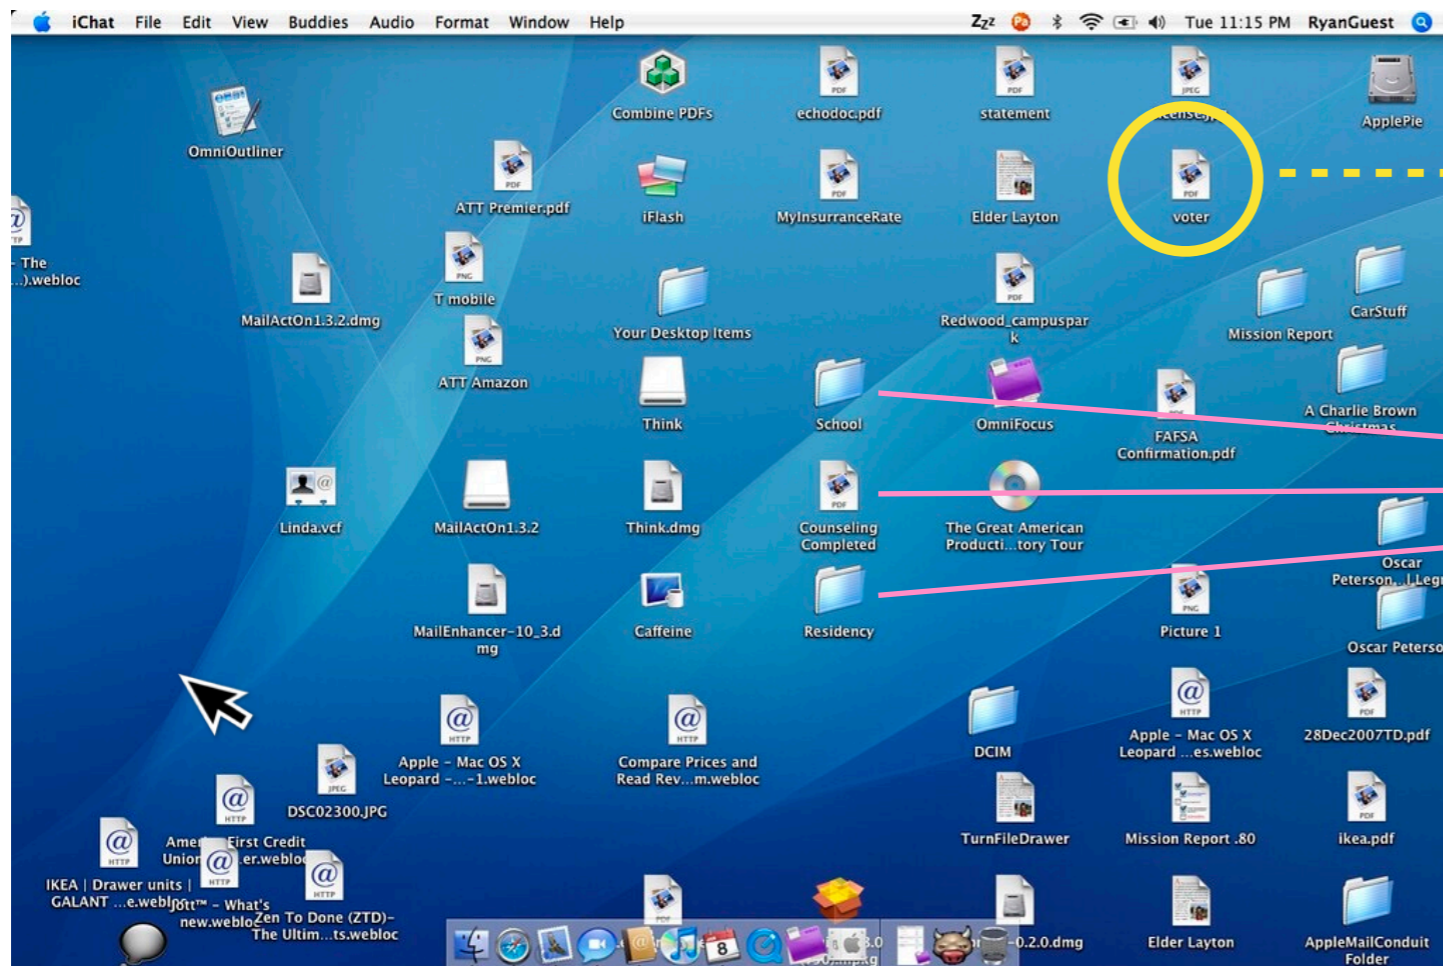 iChat File Edit View Buddies Audio Format Window Help Zzz Tue 11:15 PM RyanGuest
Combine PDFs
echodoc.pdf
statement
ApplePie
OmniOutliner
ATT Premier.pdf
iFlash
MyInsurranceRate
Elder Layton
voter
- The
...).webloc
MailActOn1.3.2.dmg
T mobile
Your Desktop Items
Redwood_campuspar
k
Mission Report
CarStuff
ATT Amazon
Think
School
OmniFocus
FAFSA
Confirmation.pdf
A Charlie Brown
Christmas
Linda.vcf
MailActOn1.3.2
Think.dmg
Counseling
Completed
The Great American
Producti...tory Tour
Oscar
Peterson...
MailEnhancer-10_3.d
mg
Caffeine
Residency
Picture 1
Oscar Peterso
Apple - Mac OS X
Leopard -...-1.webloc
Compare Prices and
Read Rev...m.webloc
DCIM
Apple - Mac OS X
Leopard ...es.webloc
28Dec2007TD.pdf
DSC02300.JPG
First Credit
Union
er.webloc
TurnFileDrawer
Mission Report .80
ikea.pdf
IKEA | Drawer units |
GALANT ...e.webloc
Jott™ - What's
new.webloc
Zen To Done (ZTD)-
The Ultim...ts.webloc
-0.2.0.dmg
Elder Layton
AppleMailConduit
Folder